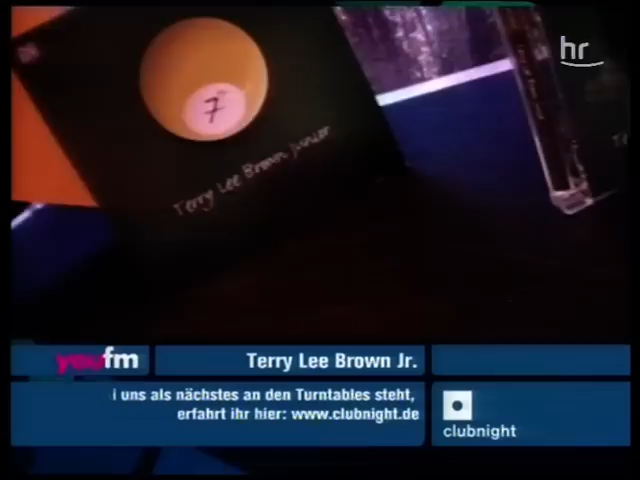 hr
7
Terry Lee Brown junior
youfm
Terry Lee Brown Jr.
i uns als nächstes an den Turntables steht,
erfahrt ihr hier: www.clubnight.de
clubnight